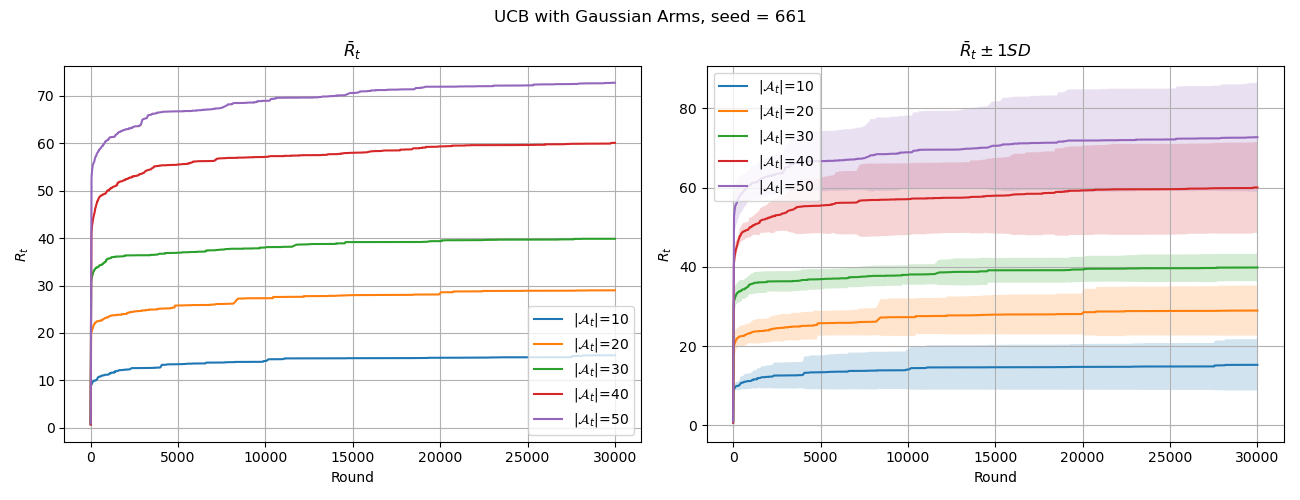 UCB with Gaussian Arms, seed = 661
R̄ₜ
70
60
50
40
30
20
10
0
Rₜ
0 5000 10000 15000 20000 25000 30000
Round
|𝒜ₜ|=10
|𝒜ₜ|=20
|𝒜ₜ|=30
|𝒜ₜ|=40
|𝒜ₜ|=50
R̄ₜ ± 1SD
80
60
40
20
0
Rₜ
0 5000 10000 15000 20000 25000 30000
Round
|𝒜ₜ|=10
|𝒜ₜ|=20
|𝒜ₜ|=30
|𝒜ₜ|=40
|𝒜ₜ|=50